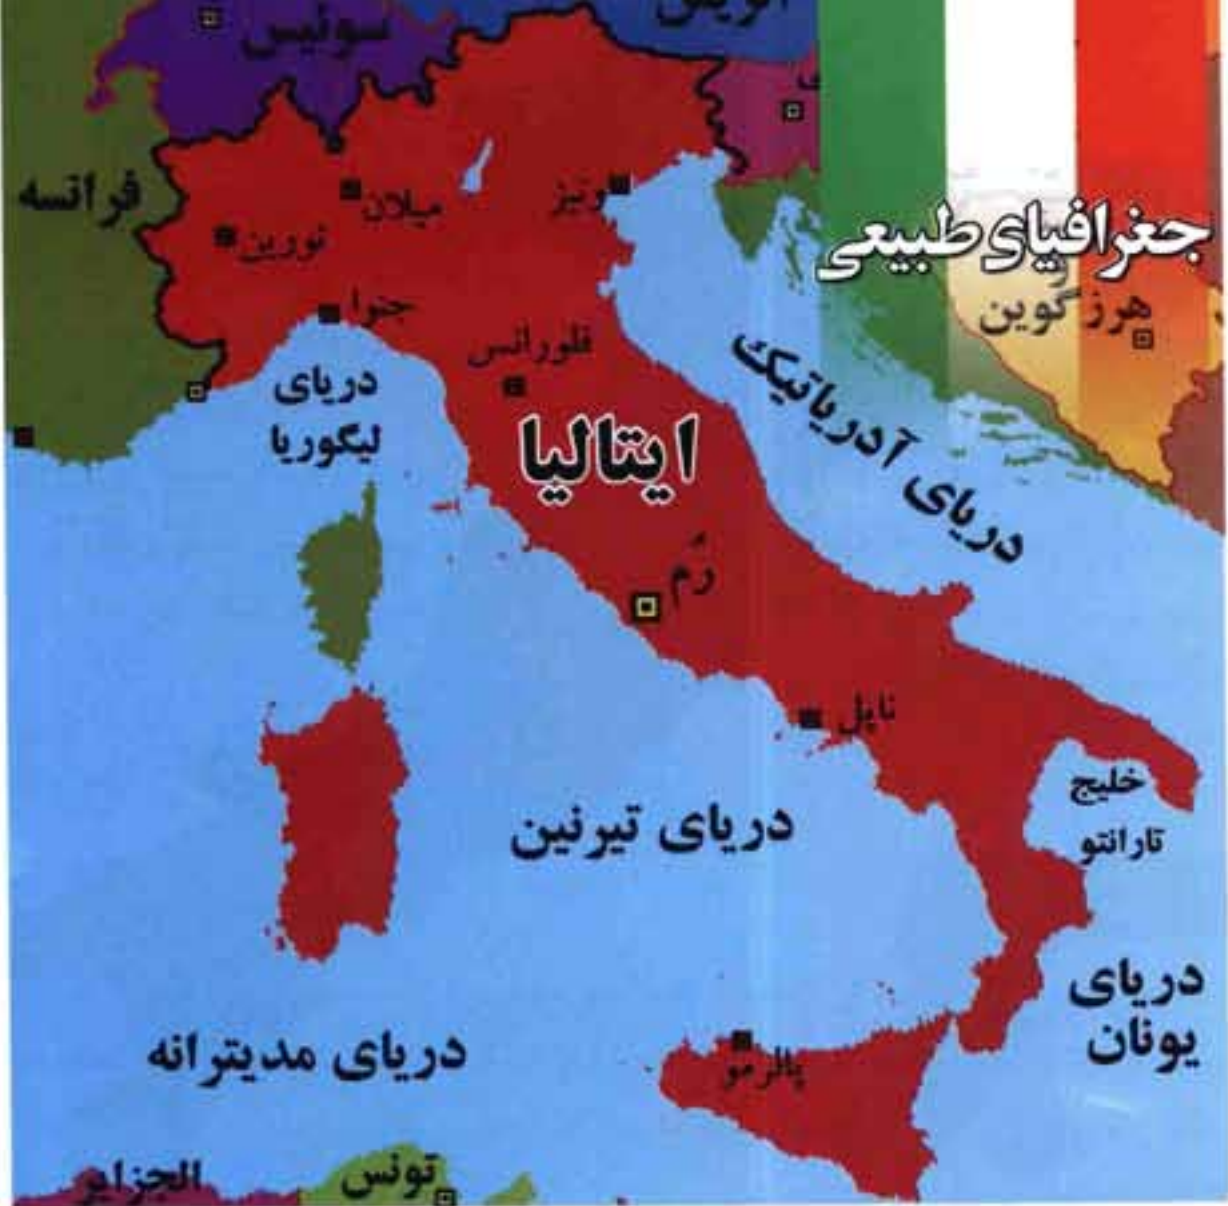 سوئیس
اتریش
فرانسه
میلان
ونیز
تورین
جغرافیای طبیعی
هرزگوین
جنوا
فلورانس
دریای
لیگوریا
دریای آدریاتیک
ایتالیا
رُم
ناپل
خلیج
تارانتو
دریای تیرنین
دریای
یونان
دریای مدیترانه
پالرمو
الجزایر
تونس